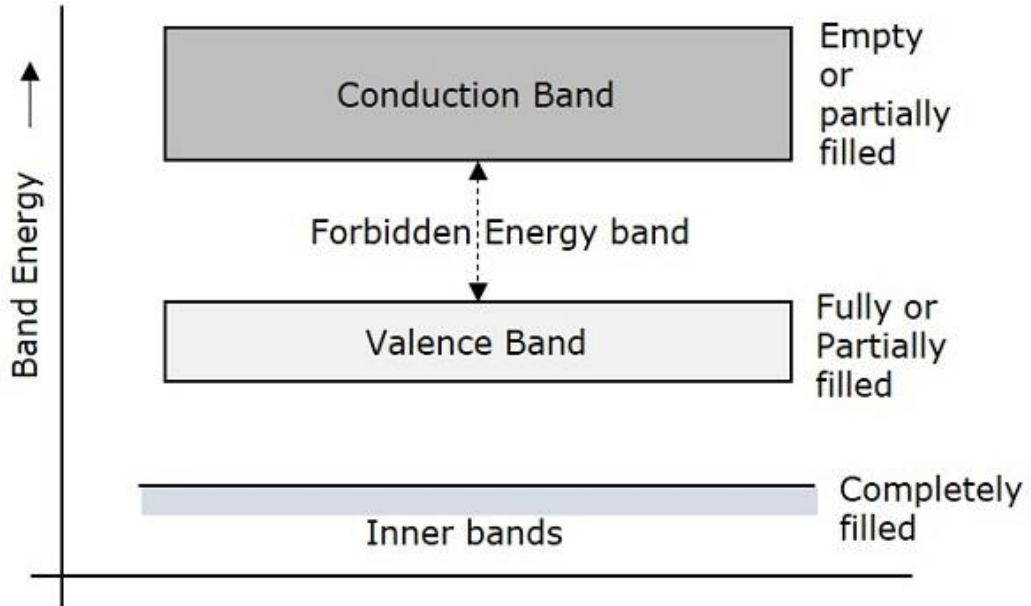 Empty
or
partially
filled
Conduction Band
Band Energy
Forbidden Energy band
Fully or
Partially
filled
Valence Band
Completely
filled
Inner bands